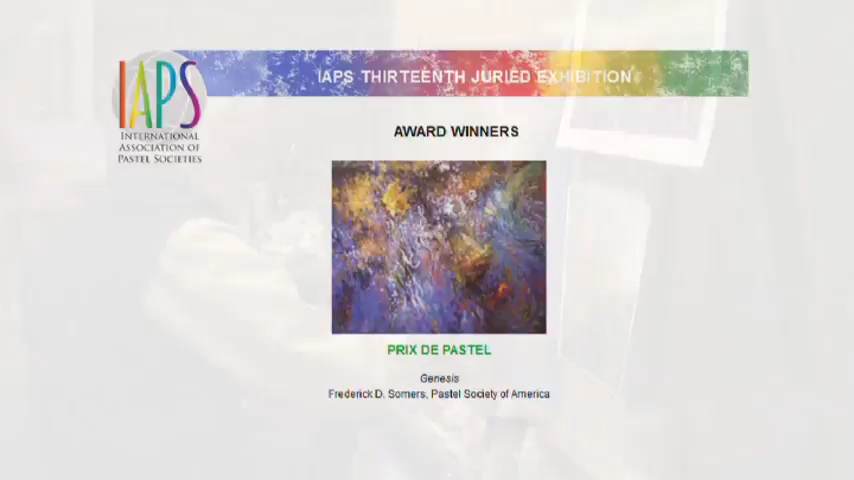 IAPS
INTERNATIONAL
ASSOCIATION OF
PASTEL SOCIETIES
IAPS THIRTEENTH JURIED EXHIBITION
AWARD WINNERS
PRIX DE PASTEL
Genesis
Frederick D. Somers, Pastel Society of America